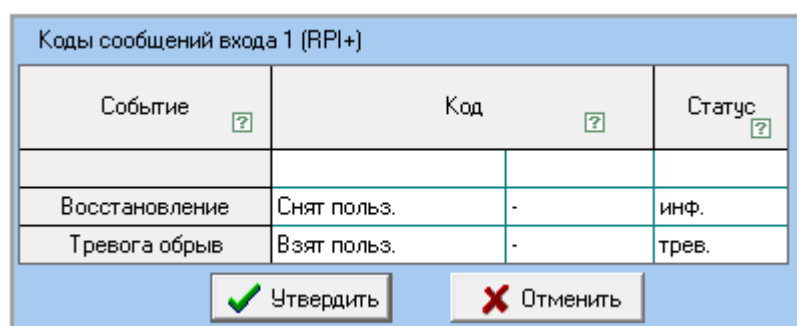 Коды сообщений входа 1 (RPI+)
Событие ? Код ? Статус ?
Восстановление Снят польз. - инф.
Тревога обрыв Взят польз. - трев.
Утвердить Отменить